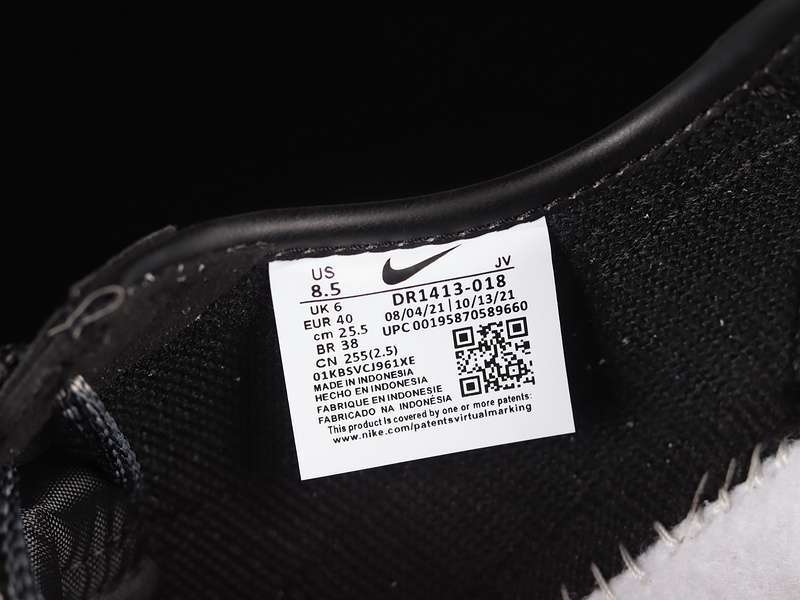 US JV
8.5 DR1413-018
UK 6 08/04/21 | 10/13/21
EUR 40 UPC 00195870589660
cm 25.5
BR 38
CN 255(2.5)
01KBSVCJ961XE
MADE IN INDONESIA
HECHO EN INDONESIA
FABRIQUE EN INDONESIE
FABRICADO NA INDONÉSIA
This product is covered by one or more patents:
www.nike.com/patentsvirtualmarking